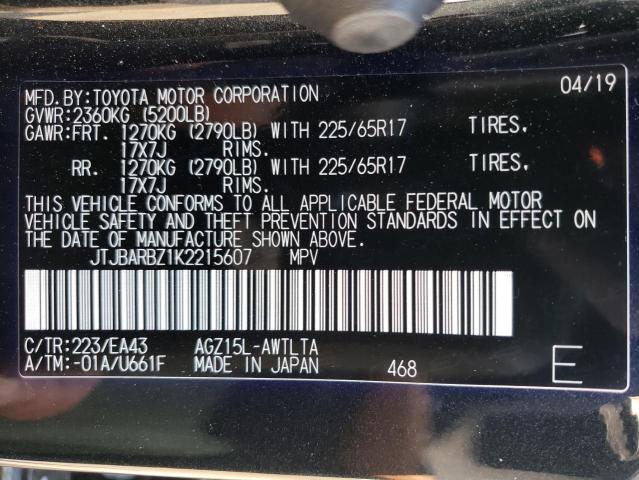 MFD.BY:TOYOTA MOTOR CORPORATION 04/19
GVWR:2360KG (5200LB)
GAWR:FRT. 1270KG (2790LB) WITH 225/65R17 TIRES,
17X7J RIMS.
RR. 1270KG (2790LB) WITH 225/65R17 TIRES,
17X7J RIMS.
THIS VEHICLE CONFORMS TO ALL APPLICABLE FEDERAL MOTOR
VEHICLE SAFETY AND THEFT PREVENTION STANDARDS IN EFFECT ON
THE DATE OF MANUFACTURE SHOWN ABOVE.
JTJBARBZ1K2215607 MPV
C/TR:223/EA43 AGZ15L-AWTLTA
A/TM:-01A/U661F MADE IN JAPAN 468 E